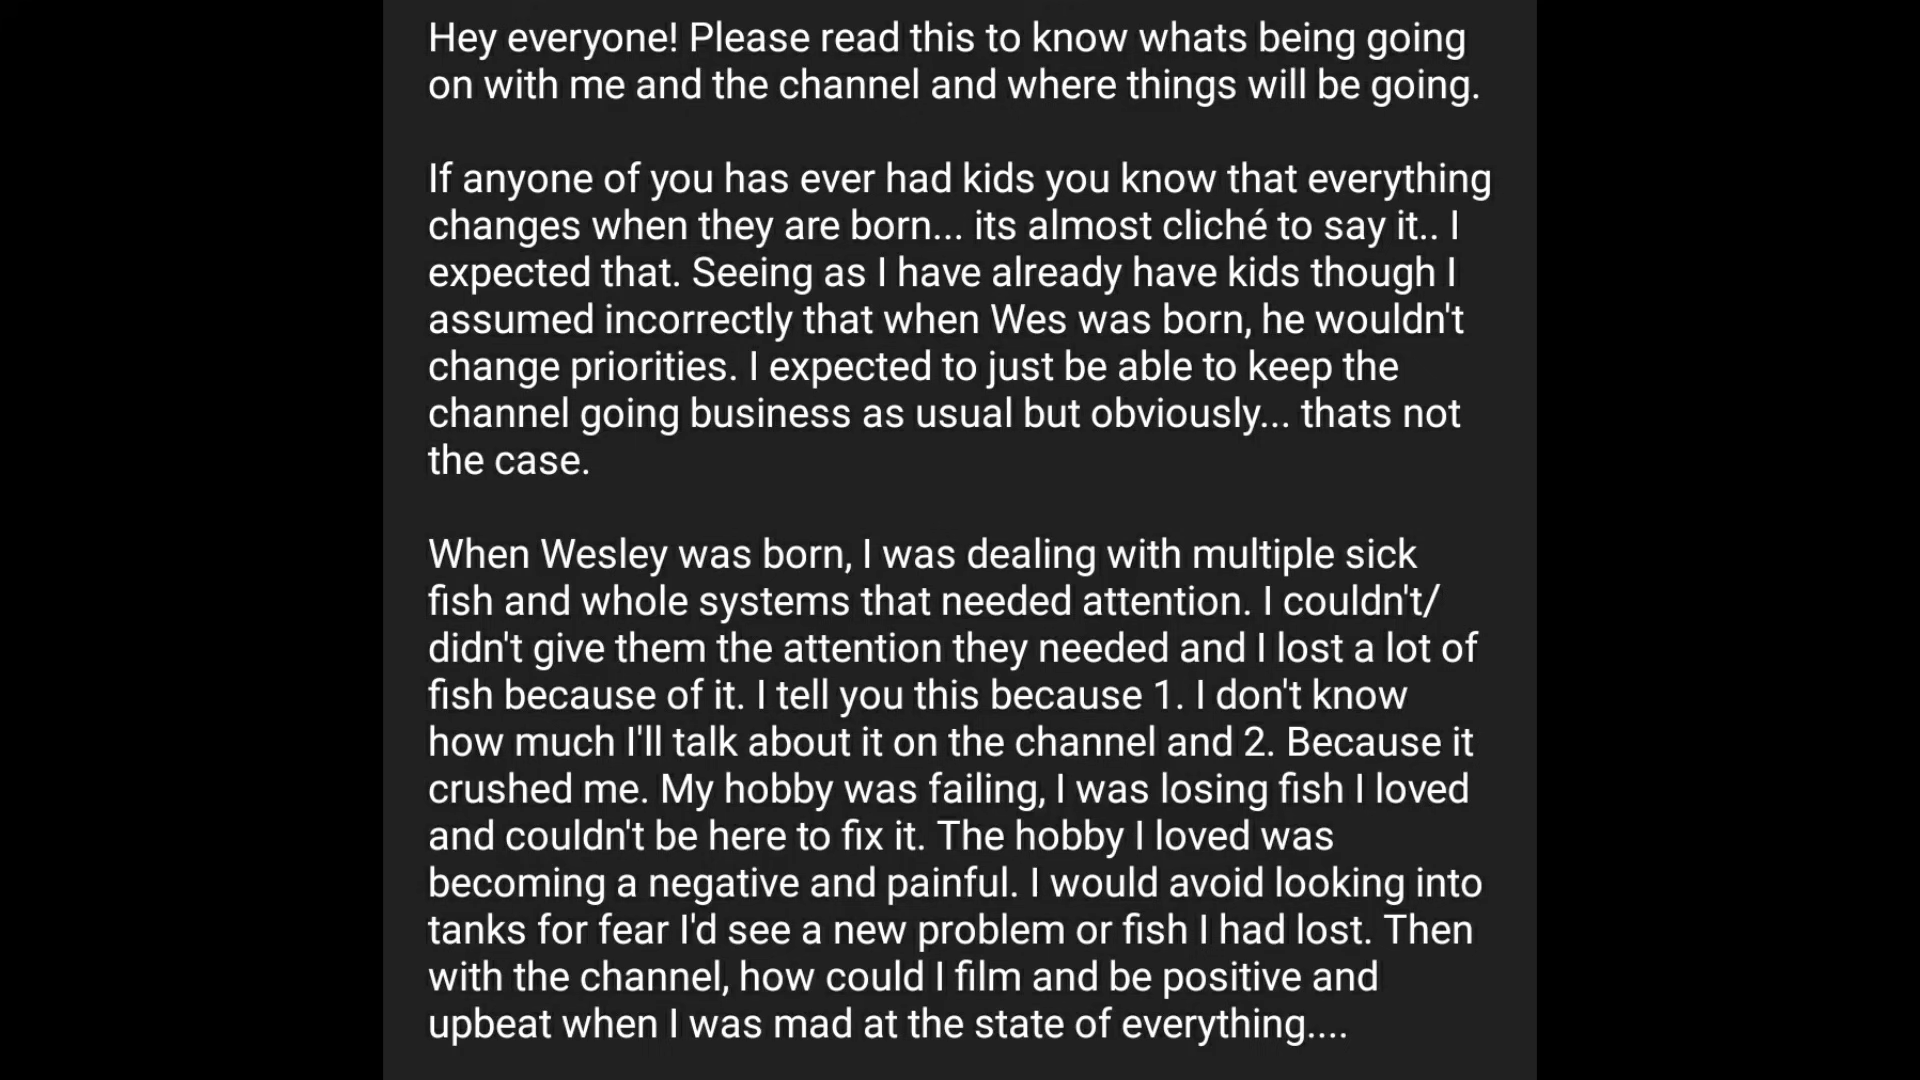 Hey everyone! Please read this to know whats being going
on with me and the channel and where things will be going.
If anyone of you has ever had kids you know that everything
changes when they are born... its almost cliché to say it.. I
expected that. Seeing as I have already have kids though I
assumed incorrectly that when Wes was born, he wouldn't
change priorities. I expected to just be able to keep the
channel going business as usual but obviously... thats not
the case.
When Wesley was born, I was dealing with multiple sick
fish and whole systems that needed attention. I couldn't/
didn't give them the attention they needed and I lost a lot of
fish because of it. I tell you this because 1. I don't know
how much I'll talk about it on the channel and 2. Because it
crushed me. My hobby was failing, I was losing fish I loved
and couldn't be here to fix it. The hobby I loved was
becoming a negative and painful. I would avoid looking into
tanks for fear I'd see a new problem or fish I had lost. Then
with the channel, how could I film and be positive and
upbeat when I was mad at the state of everything....